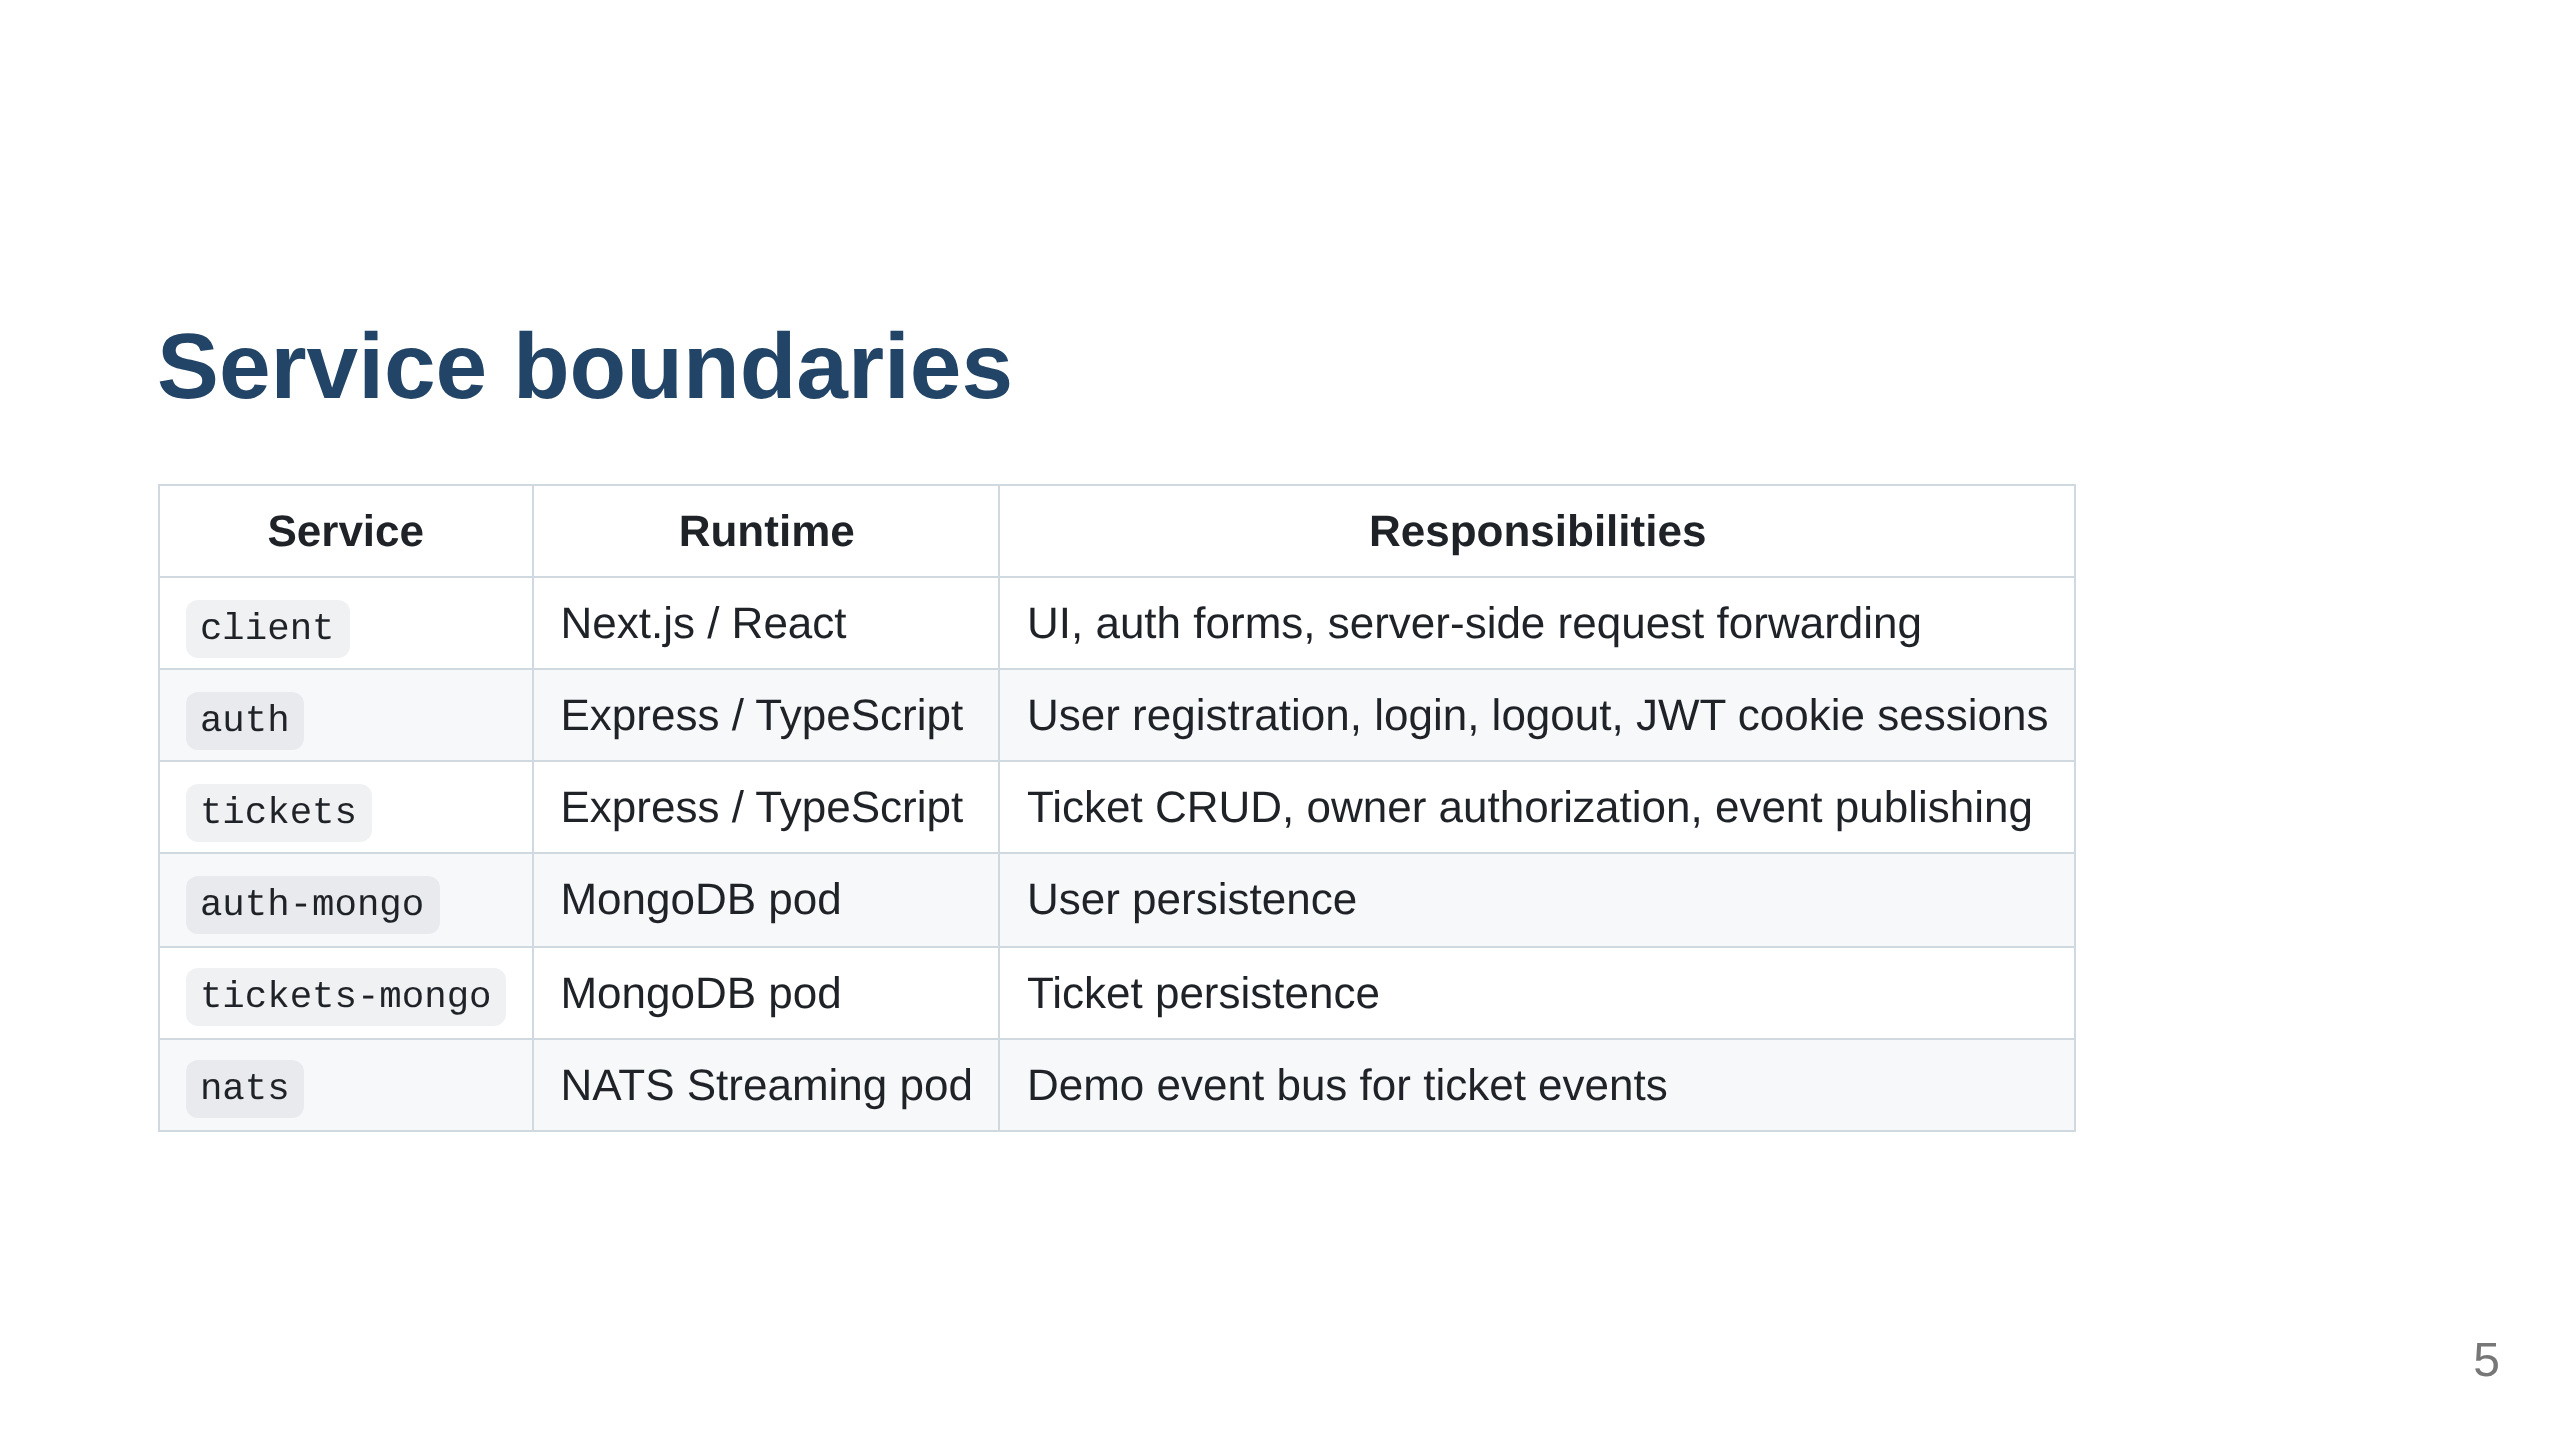 Service boundaries
Service Runtime Responsibilities
client Next.js / React UI, auth forms, server-side request forwarding
auth Express / TypeScript User registration, login, logout, JWT cookie sessions
tickets Express / TypeScript Ticket CRUD, owner authorization, event publishing
auth-mongo MongoDB pod User persistence
tickets-mongo MongoDB pod Ticket persistence
nats NATS Streaming pod Demo event bus for ticket events
5